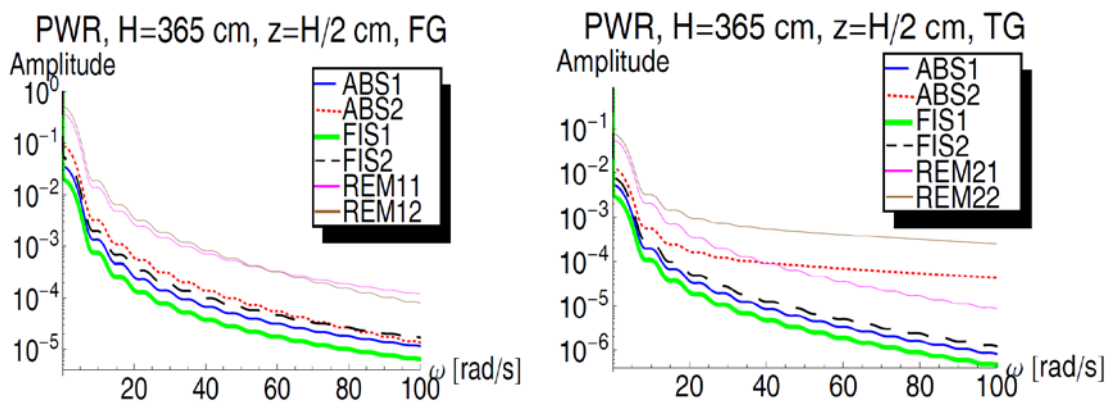 PWR, H=365 cm, z=H/2 cm, FG
Amplitude
ABS1
ABS2
FIS1
FIS2
REM11
REM12
10^0
10^-1
10^-2
10^-3
10^-4
10^-5
20 40 60 80 100
ω [rad/s]
PWR, H=365 cm, z=H/2 cm, TG
Amplitude
ABS1
ABS2
FIS1
FIS2
REM21
REM22
10^-1
10^-2
10^-3
10^-4
10^-5
10^-6
20 40 60 80 100
ω [rad/s]